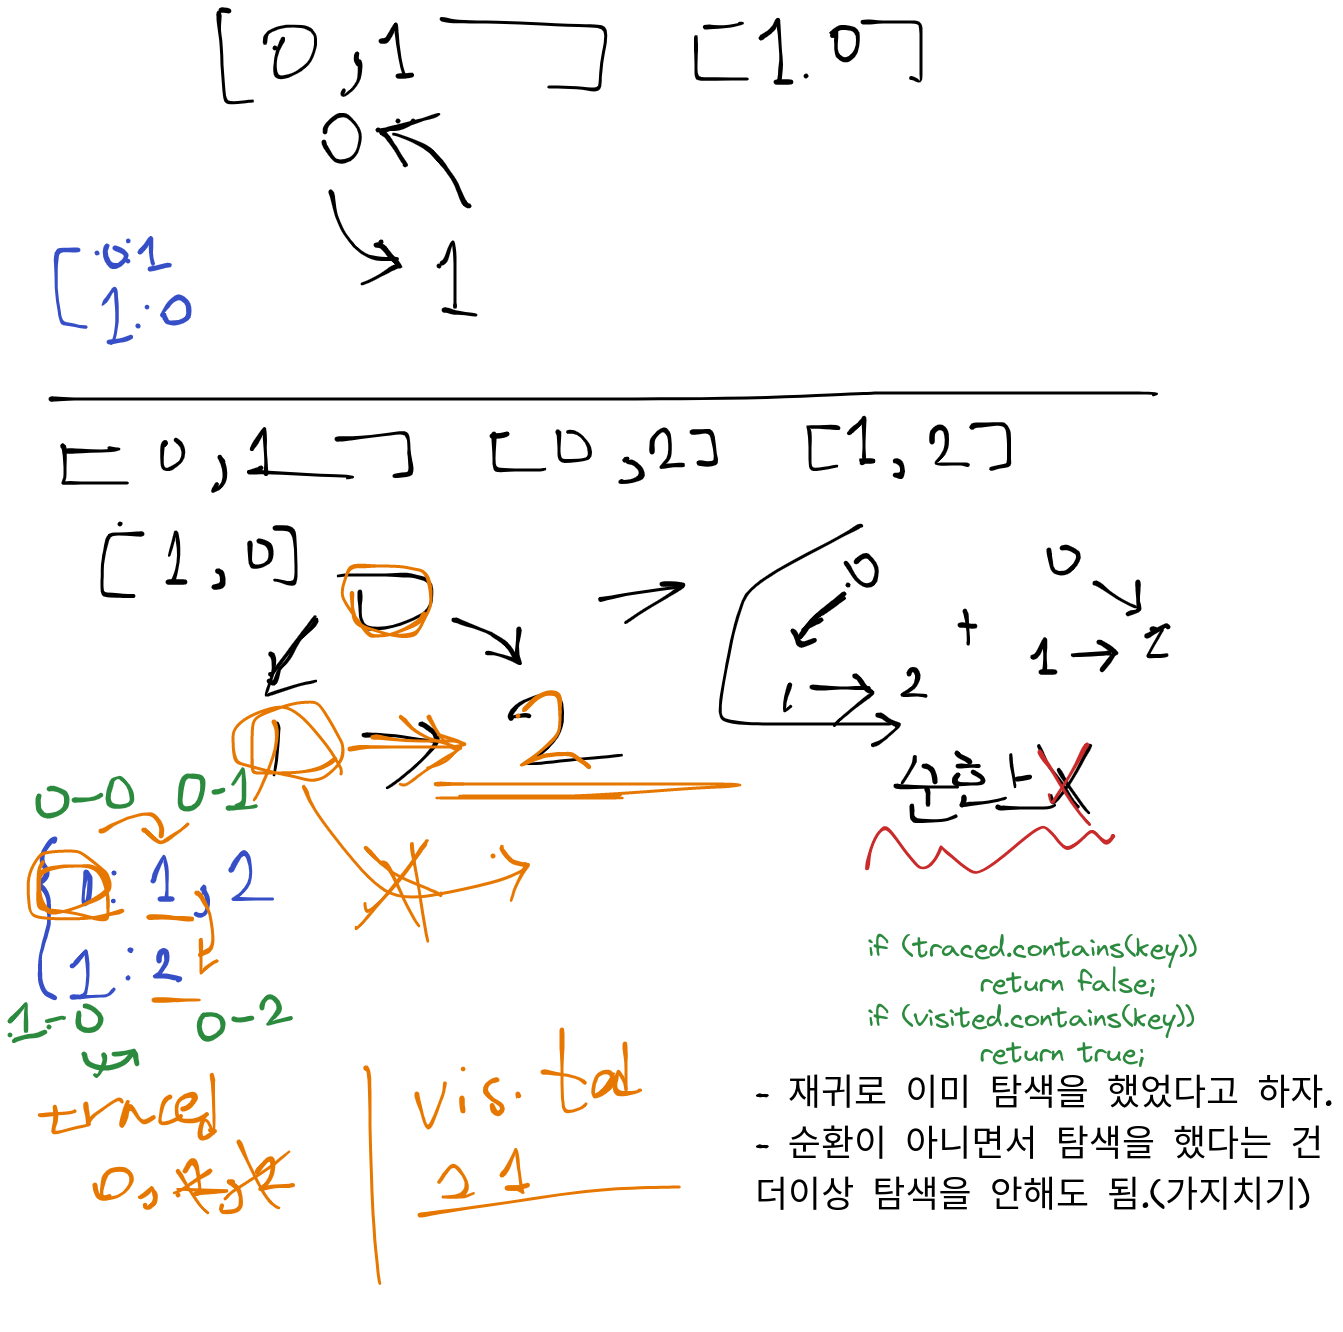 [0,1 ] [1.0]
0
1
0:1
1:0
[0,1 ] [0,2] [1,2]
[1,0]
0
0
0
+
1 → 2
1 → 2
2
0-0 0-1
0: 1, 2
1: 2
1-0 0-2
if (traced.contains(key))
return false;
if (visited.contains(key))
return true;
traced
0, 1, 2
2 1
- 재귀로 이미 탐색을 했었다고 하자.
- 순환이 아니면서 탐색을 했다는 건
더이상 탐색을 안해도 됨.(가지치기)